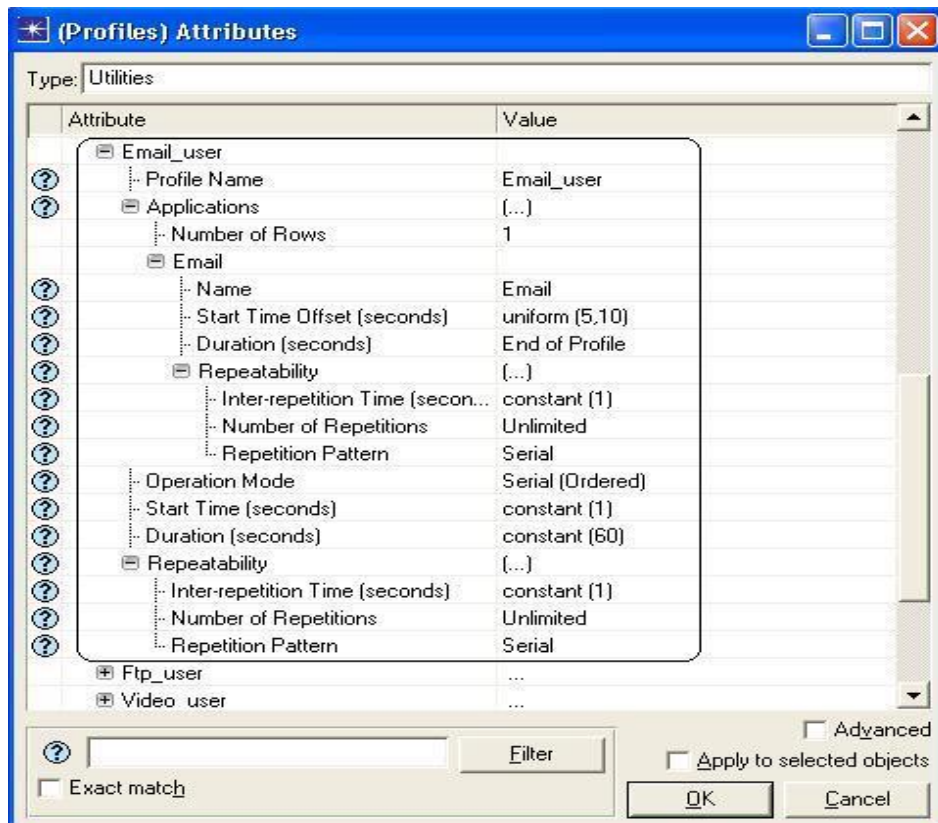 (Profiles) Attributes
Type: Utilities
Attribute Value
Email_user
Profile Name Email_user
Applications (...)
Number of Rows 1
Email
Name Email
Start Time Offset (seconds) uniform (5,10)
Duration (seconds) End of Profile
Repeatability (...)
Inter-repetition Time (secon... constant (1)
Number of Repetitions Unlimited
Repetition Pattern Serial
Operation Mode Serial (Ordered)
Start Time (seconds) constant (1)
Duration (seconds) constant (60)
Repeatability (...)
Inter-repetition Time (seconds) constant (1)
Number of Repetitions Unlimited
Repetition Pattern Serial
Ftp_user ...
Video_user ...
Advanced
Filter
Apply to selected objects
Exact match
OK
Cancel